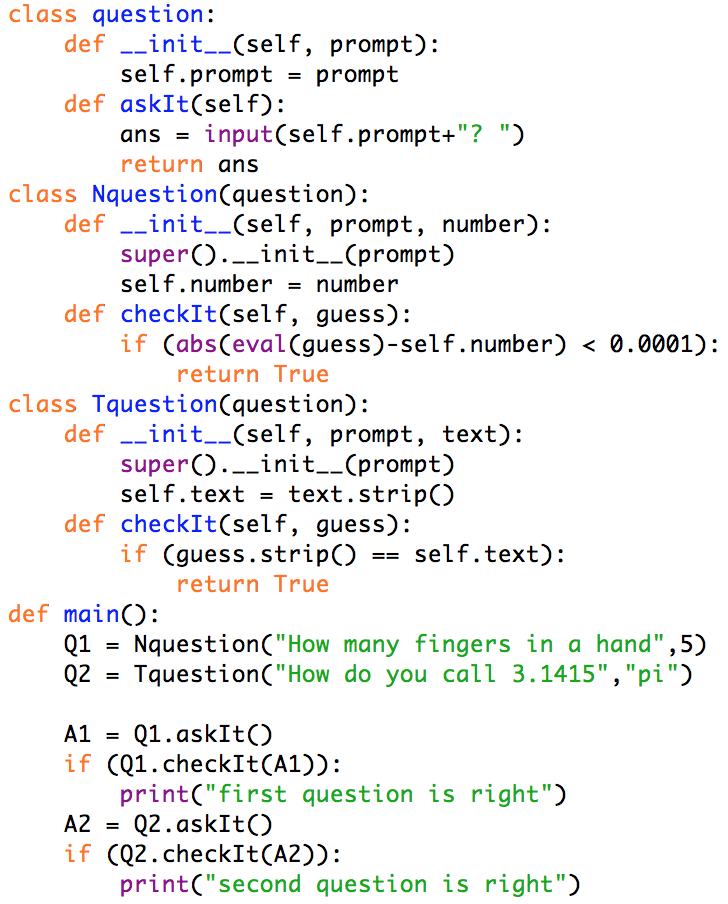 class question:
    def __init__(self, prompt):
        self.prompt = prompt
    def askIt(self):
        ans = input(self.prompt+"? ")
        return ans
class Nquestion(question):
    def __init__(self, prompt, number):
        super().__init__(prompt)
        self.number = number
    def checkIt(self, guess):
        if (abs(eval(guess)-self.number) < 0.0001):
            return True
class Tquestion(question):
    def __init__(self, prompt, text):
        super().__init__(prompt)
        self.text = text.strip()
    def checkIt(self, guess):
        if (guess.strip() == self.text):
            return True
def main():
    Q1 = Nquestion("How many fingers in a hand",5)
    Q2 = Tquestion("How do you call 3.1415","pi")

    A1 = Q1.askIt()
    if (Q1.checkIt(A1)):
        print("first question is right")
    A2 = Q2.askIt()
    if (Q2.checkIt(A2)):
        print("second question is right")